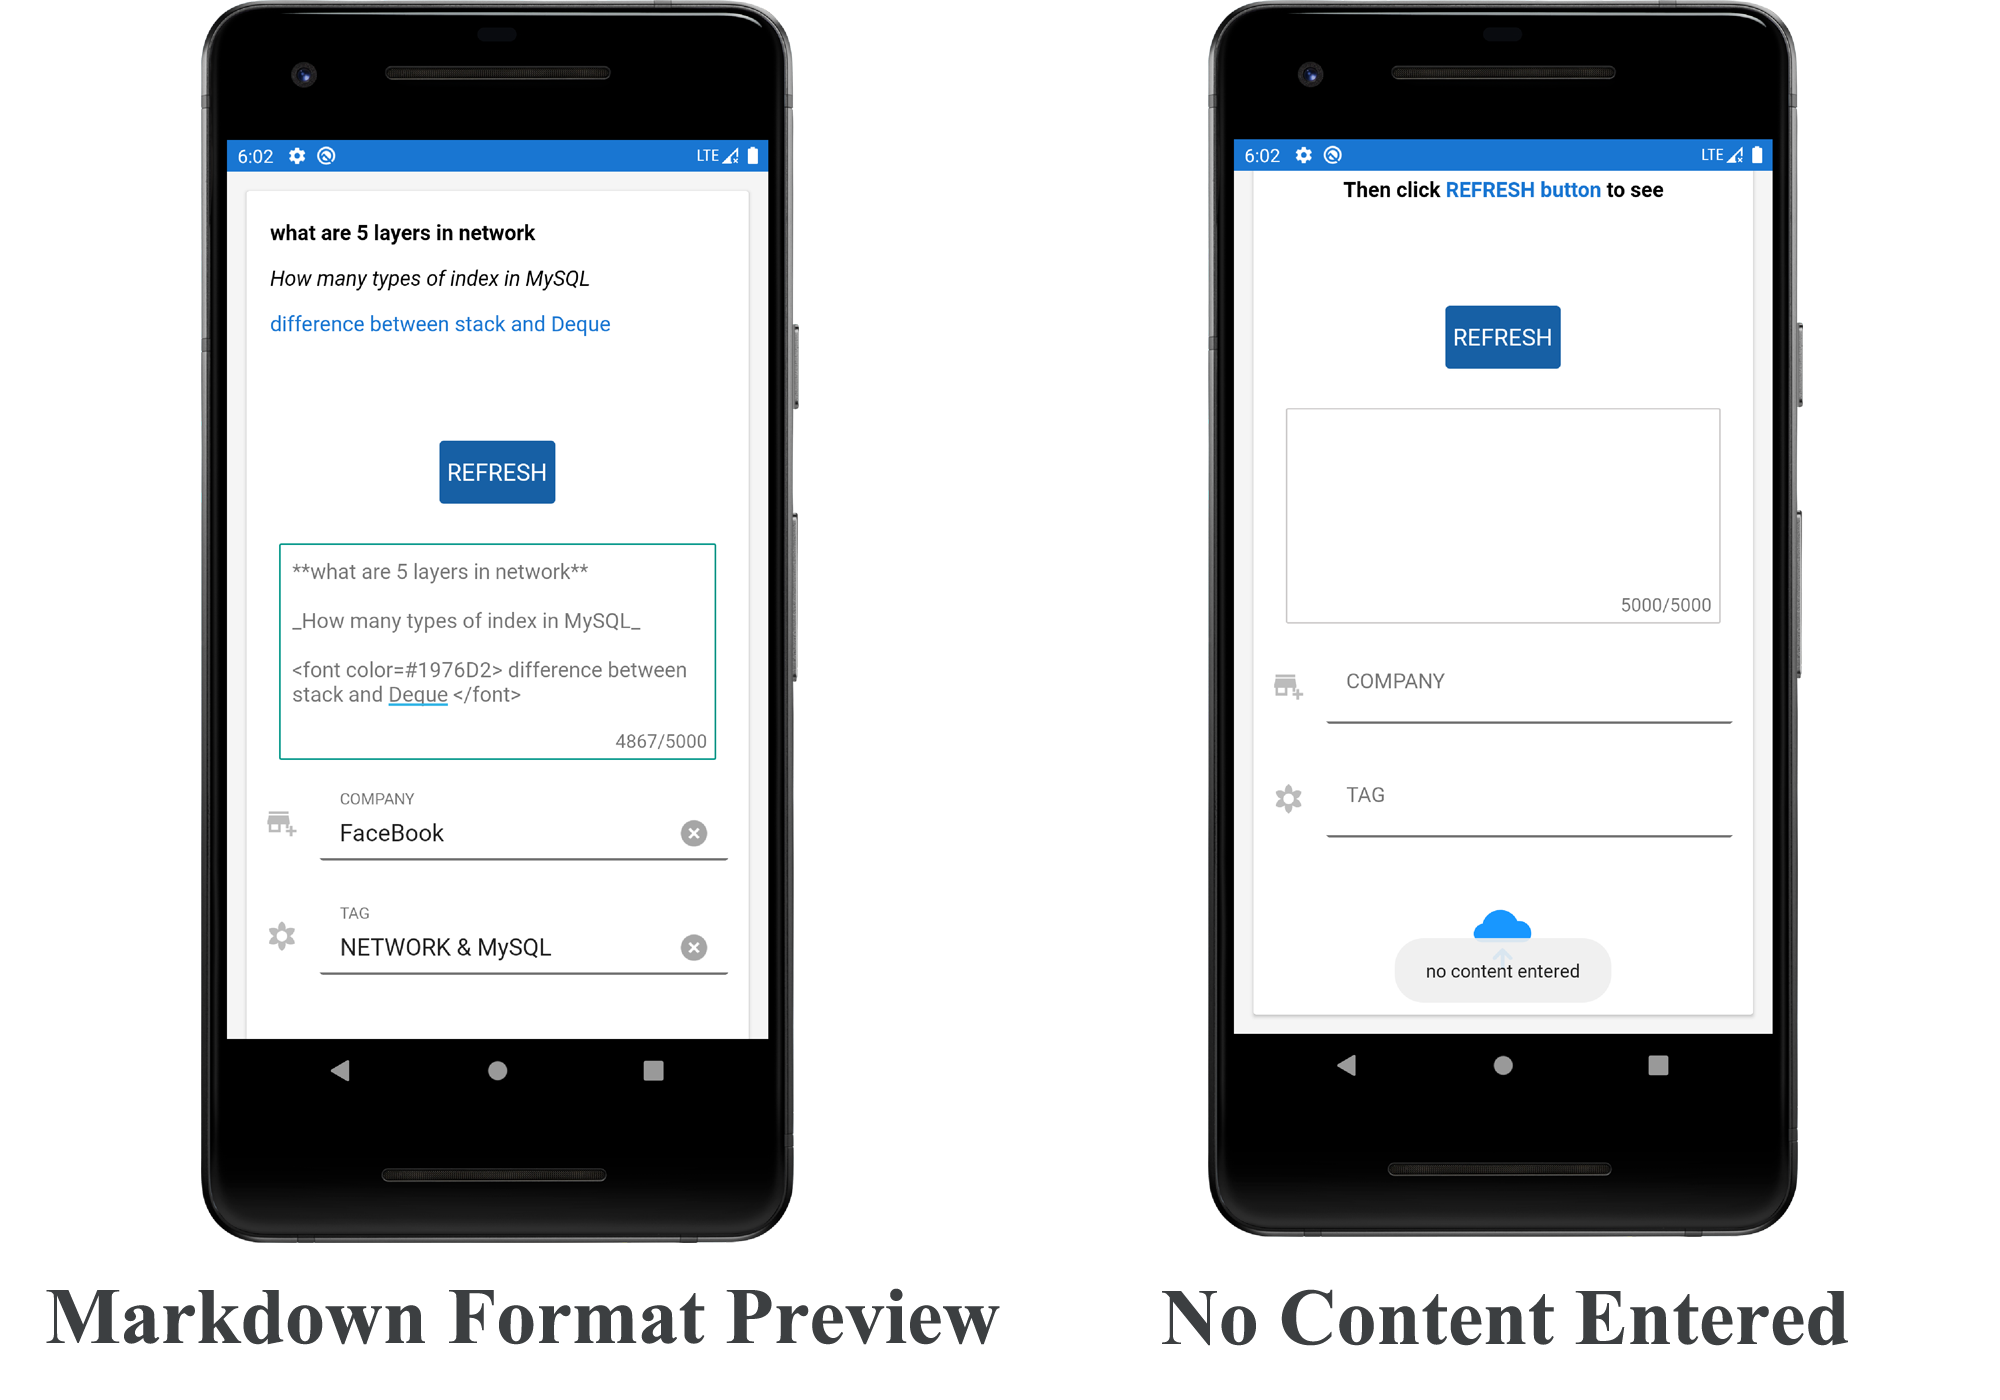 6:02 LTE
what are 5 layers in network
How many types of index in MySQL
difference between stack and Deque
REFRESH
**what are 5 layers in network**
_How many types of index in MySQL_
<font color=#1976D2> difference between
stack and Deque </font>
4867/5000
COMPANY
FaceBook
TAG
NETWORK & MySQL
Markdown Format Preview
6:02 LTE
Then click REFRESH button to see
REFRESH
5000/5000
COMPANY
TAG
no content entered
No Content Entered